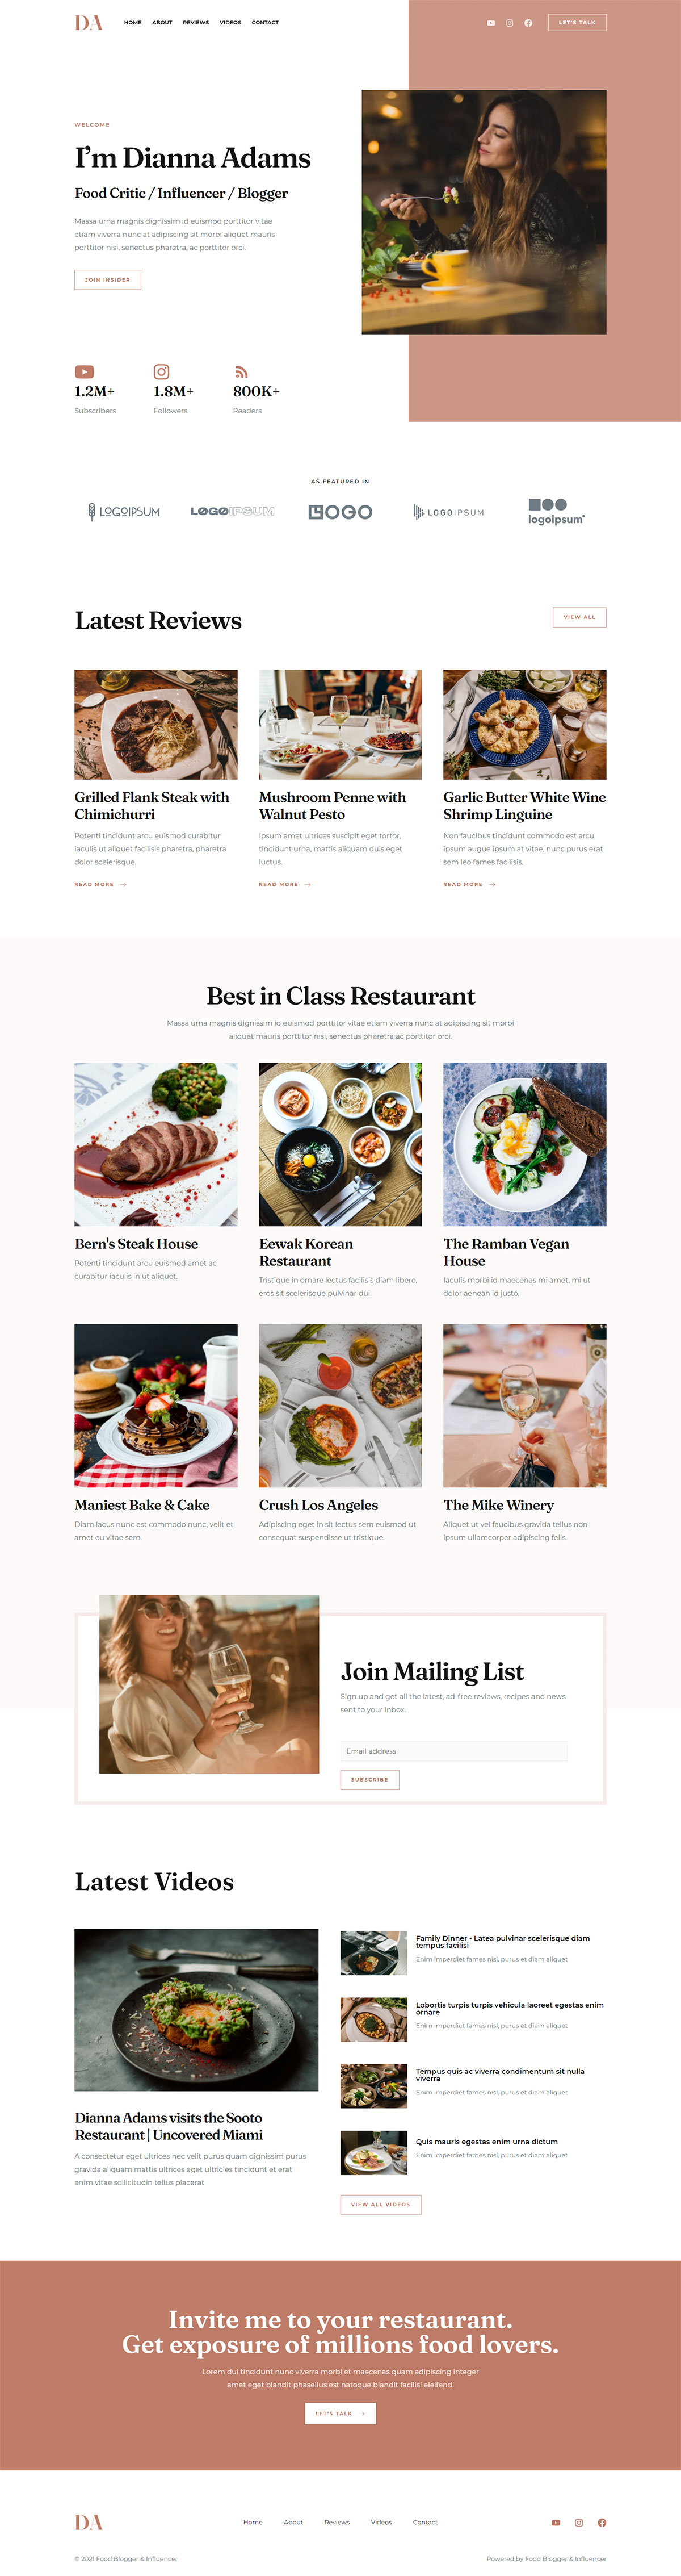 DA
HOME ABOUT REVIEWS VIDEOS CONTACT
LET'S TALK
WELCOME
I'm Dianna Adams
Food Critic / Influencer / Blogger
Massa urna magnis dignissim id euismod porttitor vitae
etiam viverra nunc at adipiscing sit morbi aliquet mauris
porttitor nisi, senectus pharetra, ac porttitor orci.
JOIN INSIDER
1.2M+
Subscribers
1.8M+
Followers
800K+
Readers
AS FEATURED IN
LOGOIPSUM
LOGOIPSUM
LOGO
LOGOIPSUM
logoipsum
Latest Reviews
VIEW ALL
Grilled Flank Steak with
Chimichurri
Potenti tincidunt arcu euismod curabitur
iaculis ut aliquet facilisis pharetra, pharetra
dolor scelerisque.
READ MORE
Mushroom Penne with
Walnut Pesto
Ipsum amet ultrices suscipit eget tortor,
tincidunt urna, mattis aliquam duis eget
luctus.
READ MORE
Garlic Butter White Wine
Shrimp Linguine
Non faucibus tincidunt commodo est arcu
ipsum augue ipsum at vitae, nunc purus erat
sem leo fames facilisis.
READ MORE
Best in Class Restaurant
Massa urna magnis dignissim id euismod porttitor vitae etiam viverra nunc at adipiscing sit morbi
aliquet mauris porttitor nisi, senectus pharetra ac porttitor orci.
Bern's Steak House
Potenti tincidunt arcu euismod amet ac
curabitur iaculis in ut aliquet.
Eewak Korean
Restaurant
Tristique in ornare lectus facilisis diam libero,
eros sit scelerisque pulvinar dui.
The Ramban Vegan
House
Iaculis morbi id maecenas mi amet, mi ut
dolor aenean id justo.
Maniest Bake & Cake
Diam lacus nunc est commodo nunc, velit et
amet eu vitae sem.
Crush Los Angeles
Adipiscing eget in sit lectus sem euismod ut
consequat suspendisse ut tristique.
The Mike Winery
Aliquet ut vel faucibus gravida tellus non
ipsum ullamcorper adipiscing felis.
Join Mailing List
Sign up and get all the latest, ad-free reviews, recipes and news
sent to your inbox.
Email address
SUBSCRIBE
Latest Videos
Dianna Adams visits the Sooto
Restaurant | Uncovered Miami
A consectetur eget ultrices nec velit purus quam dignissim purus
gravida aliquam mattis ultrices eget ultricies tincidunt et erat
enim vitae sollicitudin tellus placerat
Family Dinner - Latea pulvinar scelerisque diam
tempus facilisi
Enim imperdiet fames nisl, purus et diam aliquet
Lobortis turpis turpis vehicula laoreet egestas enim
ornare
Enim imperdiet fames nisl, purus et diam aliquet
Tempus quis ac viverra condimentum sit nulla
viverra
Enim imperdiet fames nisl, purus et diam aliquet
Quis mauris egestas enim urna dictum
Enim imperdiet fames nisl, purus et diam aliquet
VIEW ALL VIDEOS
Invite me to your restaurant.
Get exposure of millions food lovers.
Lorem dui tincidunt nunc viverra morbi et maecenas quam adipiscing integer
amet eget blandit phasellus est natoque blandit facilisi eleifend.
LET'S TALK
DA
Home About Reviews Videos Contact
© 2021 Food Blogger & Influencer
Powered by Food Blogger & Influencer